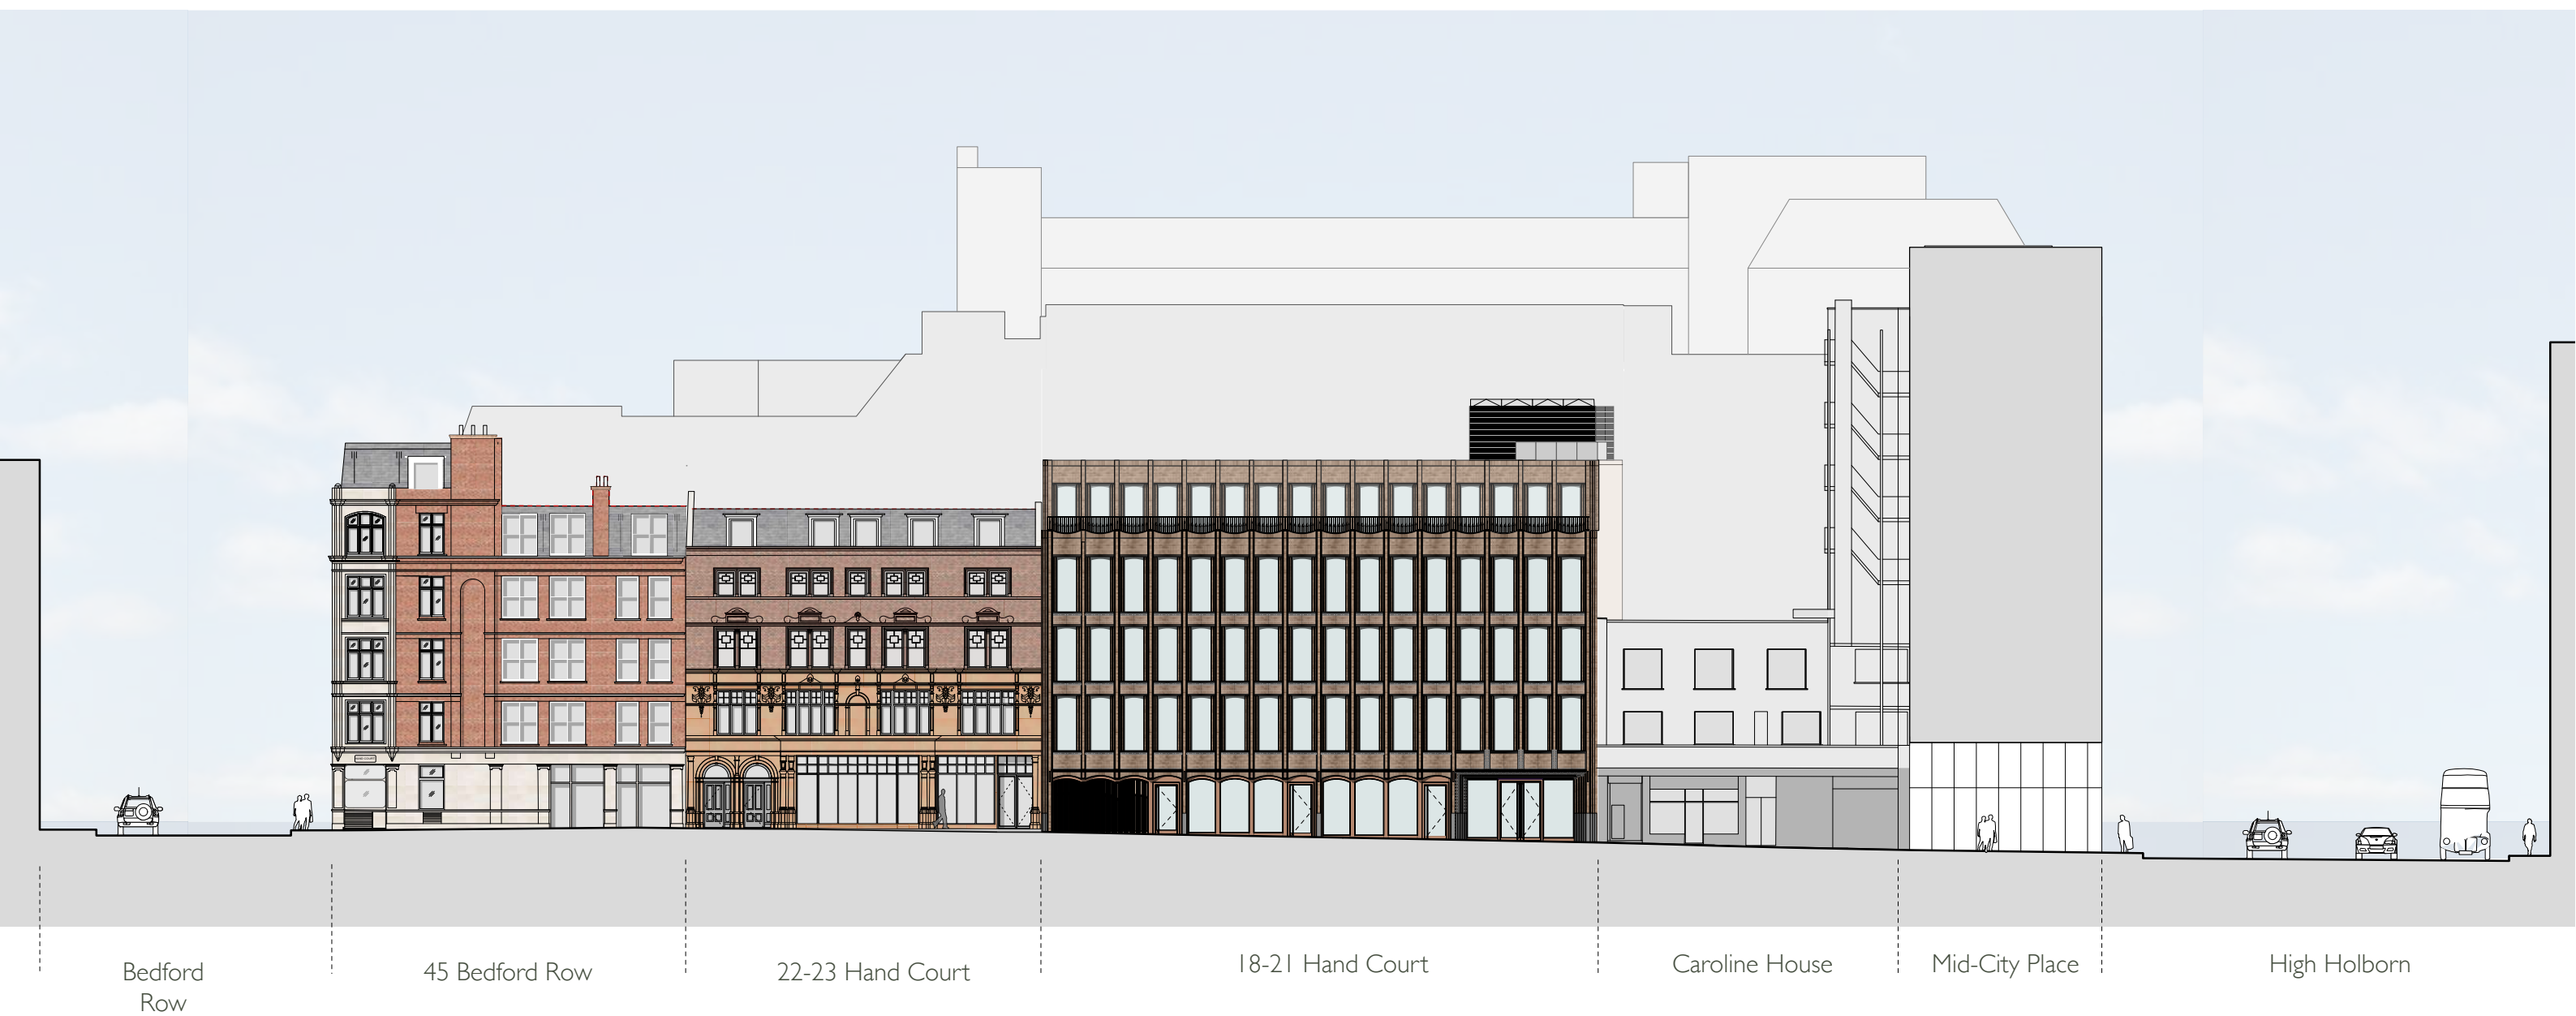 Bedford
Row
45 Bedford Row
22-23 Hand Court
18-21 Hand Court
Caroline House
Mid-City Place
High Holborn